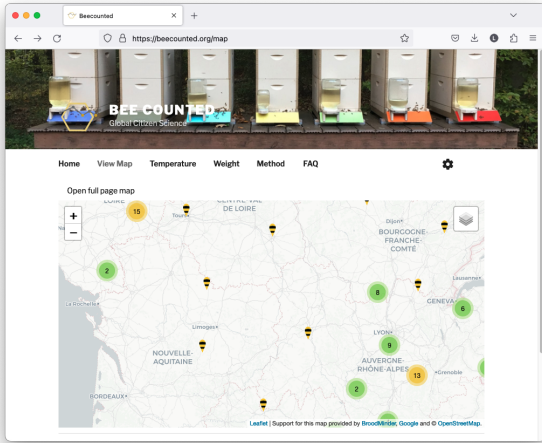 Beecounted
https://beecounted.org/map
BEE COUNTED
Global Citizen Science
Home View Map Temperature Weight Method FAQ
Open full page map
+
−
LOIRE
15
Tours
CENTRE-VAL
DE LOIRE
Dijon
BOURGOGNE-
FRANCHE-
COMTÉ
2
Lausanne
La Rochelle
8
GENEVA
6
Limoges
LYON
9
NOUVELLE-
AQUITAINE
AUVERGNE-
RHÔNE-ALPES
13
Grenoble
2
BORDEAUX
Leaflet | Support for this map provided by BroodMinder, Google and © OpenStreetMap.